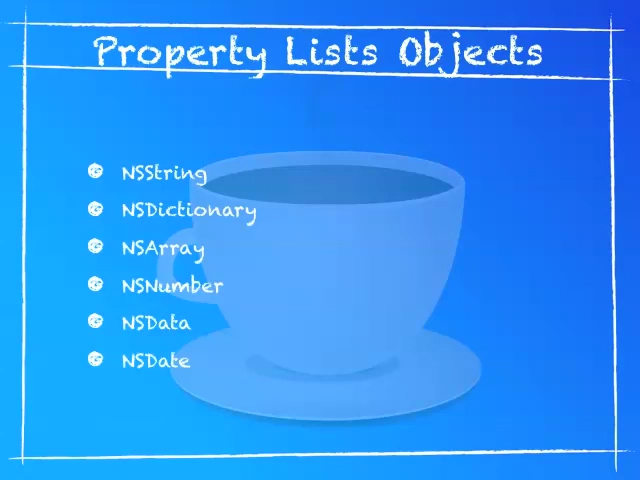 Property Lists Objects
NSString
NSDictionary
NSArray
NSNumber
NSData
NSDate